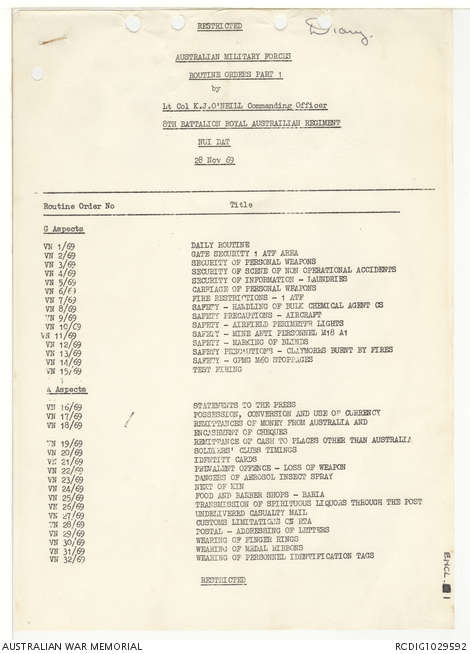 RESTRICTED
Diary.
AUSTRALIAN MILITARY FORCES
ROUTINE ORDERS PART 1
by
Lt Col K.J.O'NEILL Commanding Officer
8TH BATTALION ROYAL AUSTRAILIAH REGIMENT
NUI DAT
28 Nov 69
Routine Order No Title
G Aspects
VN 1/69 DAILY ROUTINE
VN 2/69 GATE SECURITY 1 ATF AREA
VN 3/69 SECURITY OF PERSONAL WEAPONS
VN 4/69 SECURITY OF SCENE OF NON OPERATIONAL ACCIDENTS
VN 5/69 SECURITY OF INFORMATION - LAUNDRIES
VN 6/69 CARRIAGE OF PERSONAL WEAPONS
VN 7/69 FIRE RESTRICTIONS - 1 ATF
VN 8/69 SAFETY - HANDLING OF BULK CHEMICAL AGENT CS
VN 9/69 SAFETY PRECAUTIONS - AIRCRAFT
VN 10/69 SAFETY - AIRFIELD PERIMETER LIGHTS
VN 11/69 SAFETY - MINE ANTI PERSONNEL M18 A1
VN 12/69 SAFETY - MARKING OF BLINDS
VN 13/69 SAFETY PRECAUTIONS - CLAYMORES BURNT BY FIRES
VN 14/69 SAFETY - GPMG M60 STOPPAGES
VN 15/69 TEST FIRING
A Aspects
VN 16/69 STATEMENTS TO THE PRESS
VN 17/69 POSSESSION, CONVERSION AND USE OF CURRENCY
VN 18/69 REMITTANCES OF MONEY FROM AUSTRALIA AND
ENCASHMENT OF CHEQUES
VN 19/69 REMITTANCE OF CASH TO PLACES OTHER THAN AUSTRALIA
VN 20/69 SOLDIERS' CLUBS TIMINGS
VN 21/69 IDENTITY CARDS
VN 22/69 PREVALENT OFFENCE - LOSS OF WEAPON
VN 23/69 DANGERS OF AEROSOL INSECT SPRAY
VN 24/69 NEXT OF KIN
VN 25/69 FOOD AND BARBER SHOPS - BARIA
VN 26/69 TRANSMISSION OF SPIRITUOUS LIQUORS THROUGH THE POST
VN 27/69 UNDELIVERED CASUALTY MAIL
VN 28/69 CUSTOMS LIMITATIONS ON RTA
VN 29/69 POSTAL - ADDRESSING OF LETTERS
VN 30/69 WEARING OF FINGER RINGS
VN 31/69 WEARING OF MEDAL RIBBONS
VN 32/69 WEARING OF PERSONNEL IDENTIFICATION TAGS
RESTRICTED
ENCL. 1
AUSTRALIAN WAR MEMORIAL RCDIG1029592